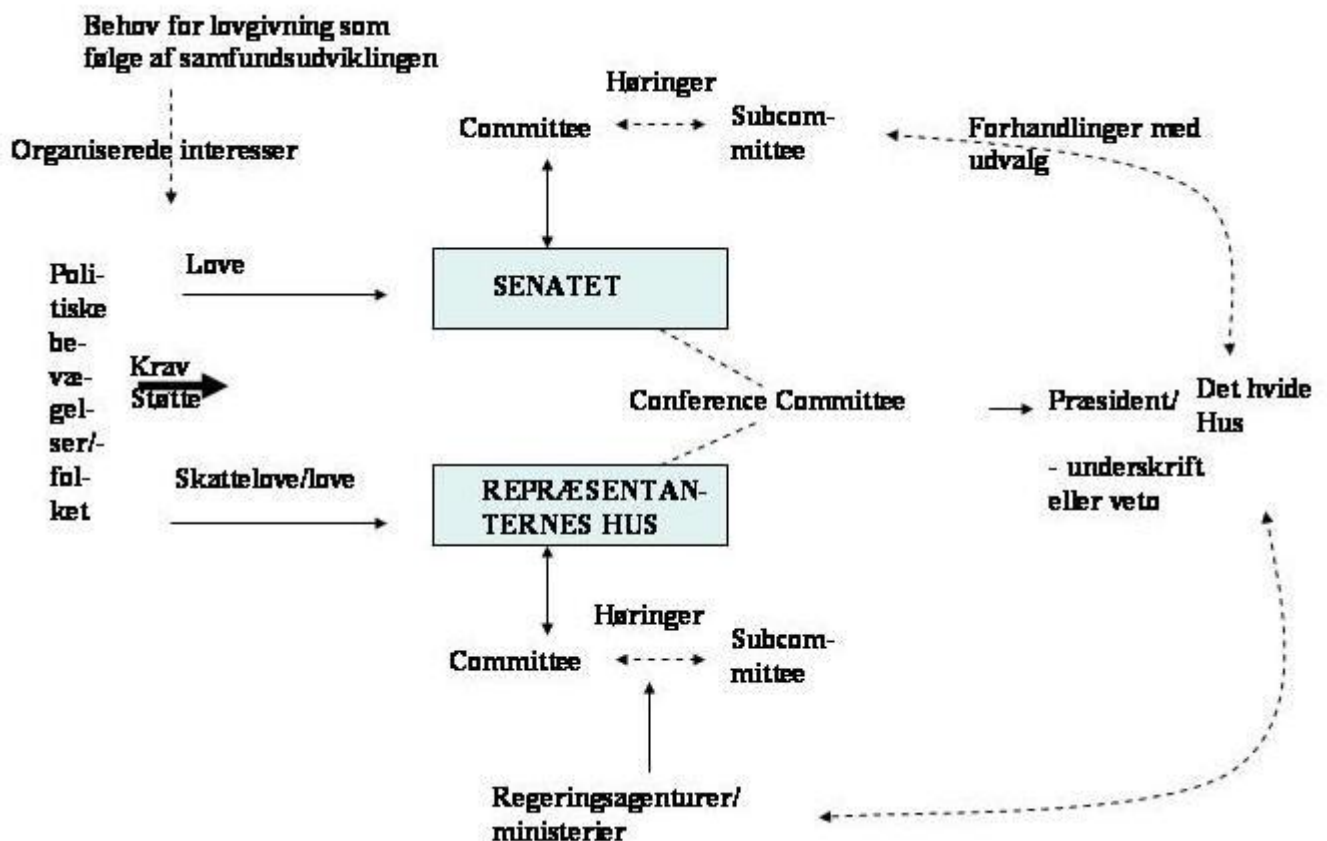 Behov for lovgivning som
følge af samfundsudviklingen
Organiserede interesser
Høringer
Committee
Subcom-
mittee
Forhandlinger med
udvalg
Poli-
tiske
be-
væ-
gel-
ser/-
fol-
ket
Love
SENATET
Krav
Støtte
Conference Committee
Præsident/
Det hvide
Hus
- underskrift
eller veto
Skattelove/love
REPRÆSENTAN-
TERNES HUS
Høringer
Committee
Subcom-
mittee
Regeringsagenturer/
ministerier